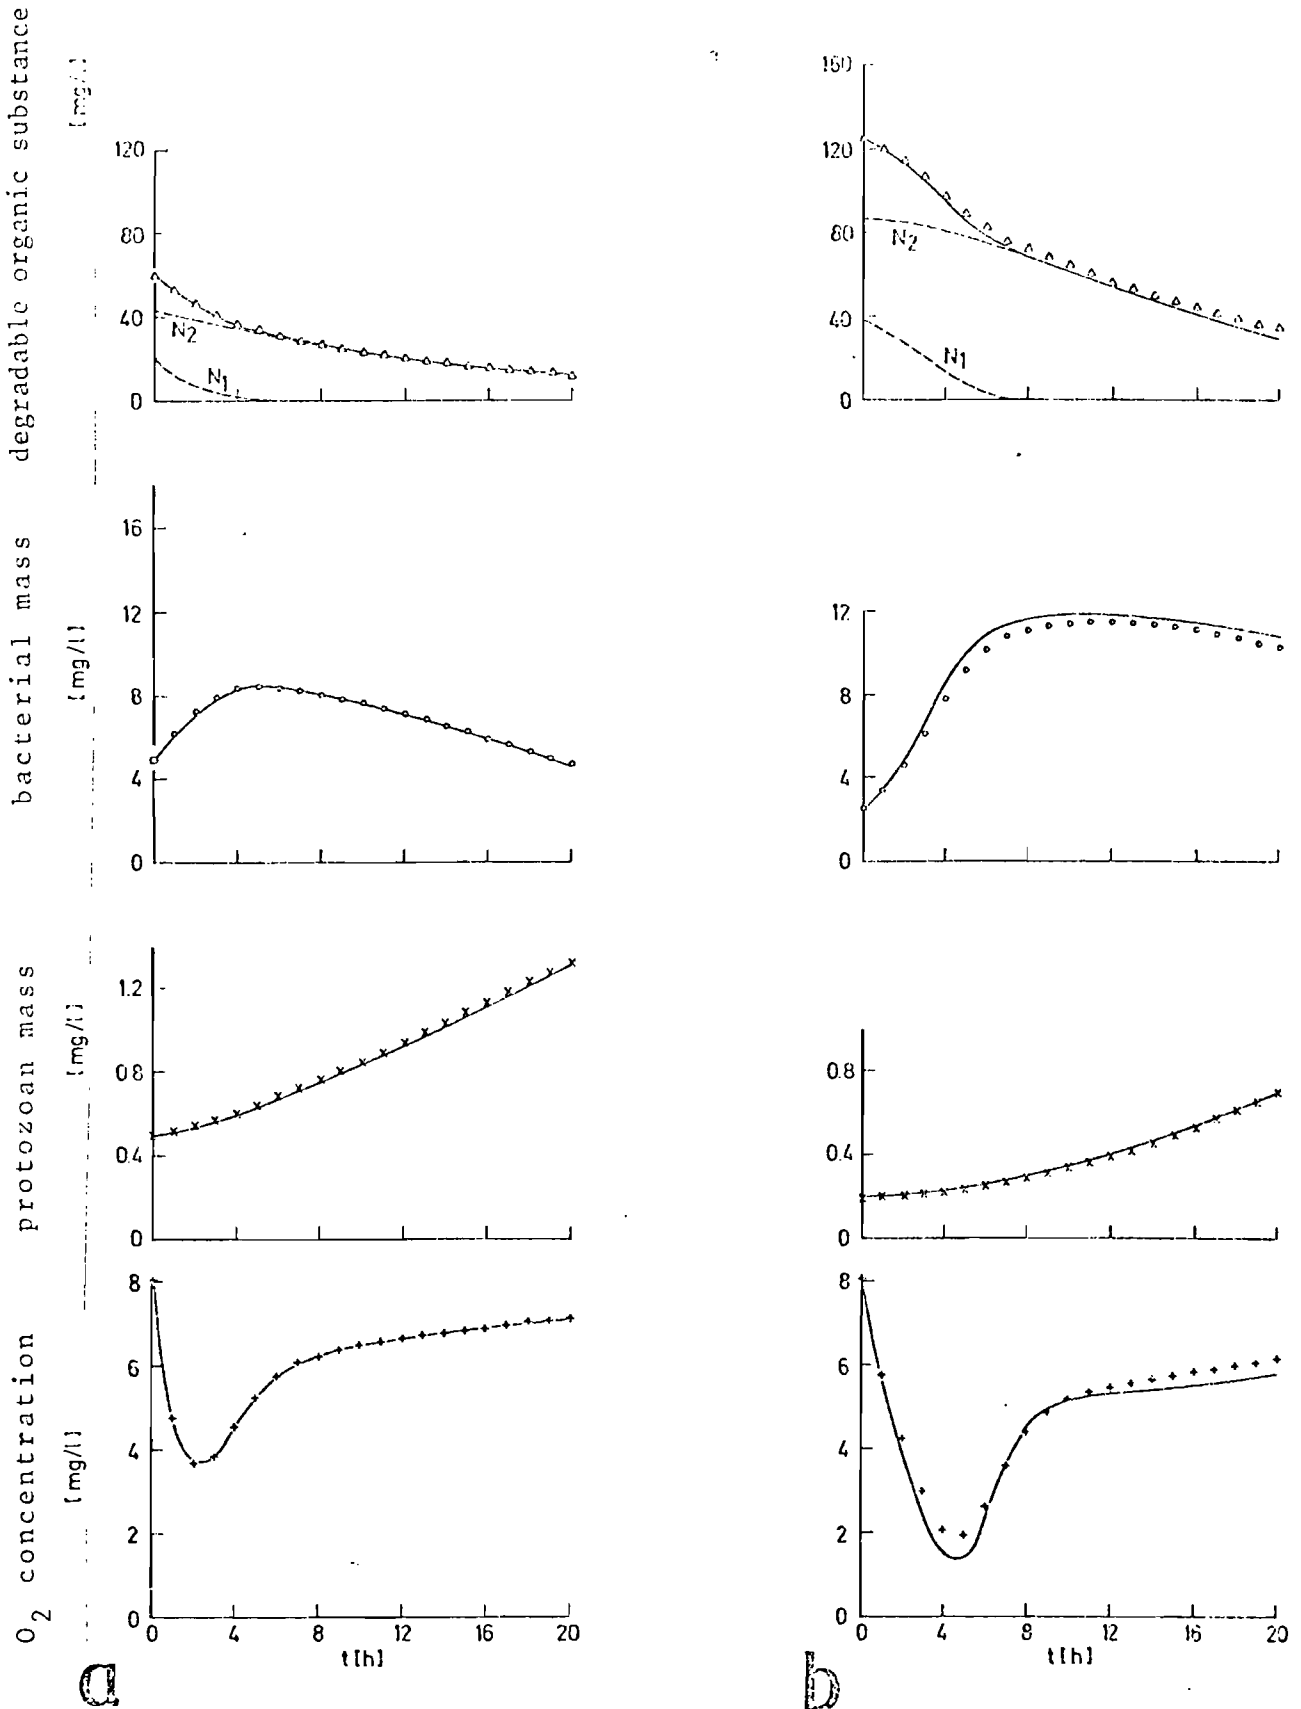 degradable organic substance
[mg/l]
120
80
40
0
N2
N1
160
120
80
40
0
N2
N1
bacterial mass
[mg/l]
16
12
8
4
0
12
8
4
0
protozoan mass
[mg/l]
1.2
0.8
0.4
0
0.8
0.4
0
O2 concentration
[mg/l]
8
6
4
2
0
0 4 8 12 16 20
t[h]
a
8
6
4
2
0
0 4 8 12 16 20
t[h]
b